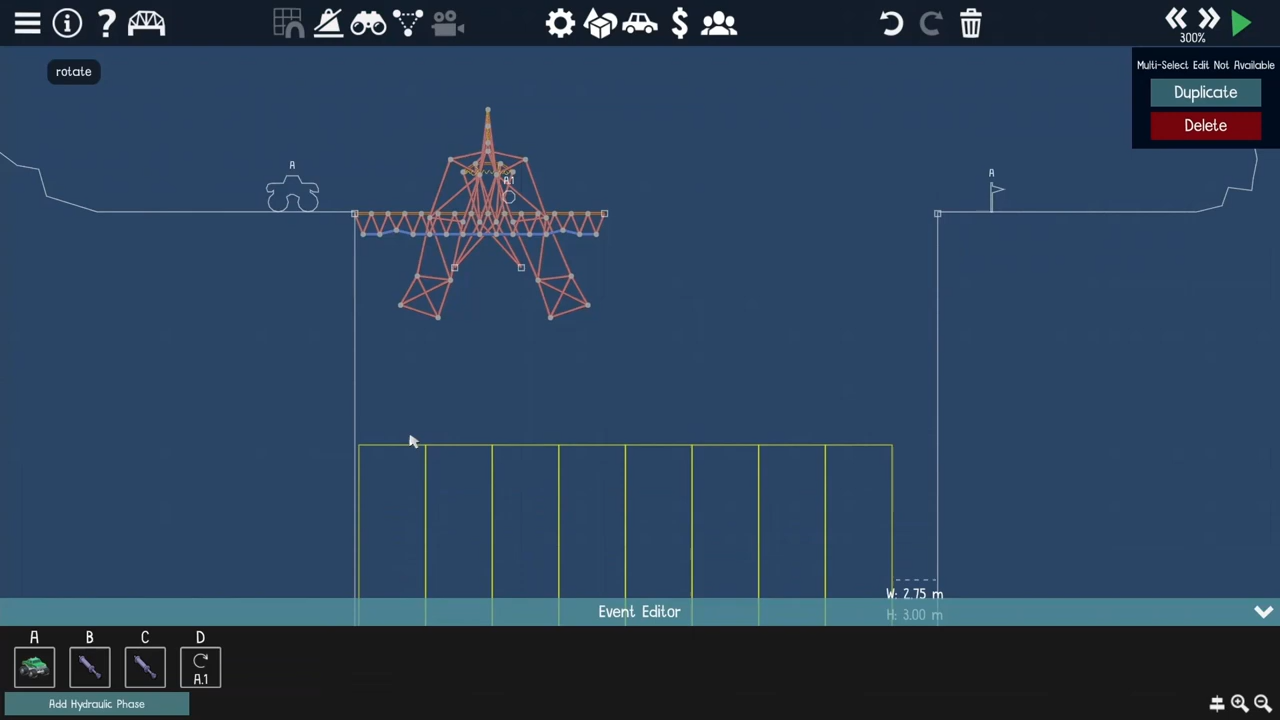 300%
Multi-Select Edit Not Available
rotate
Duplicate
Delete
A
A
A.1
W: 2.75 m
H: 3.00 m
Event Editor
A
B
C
D
A.1
Add Hydraulic Phase